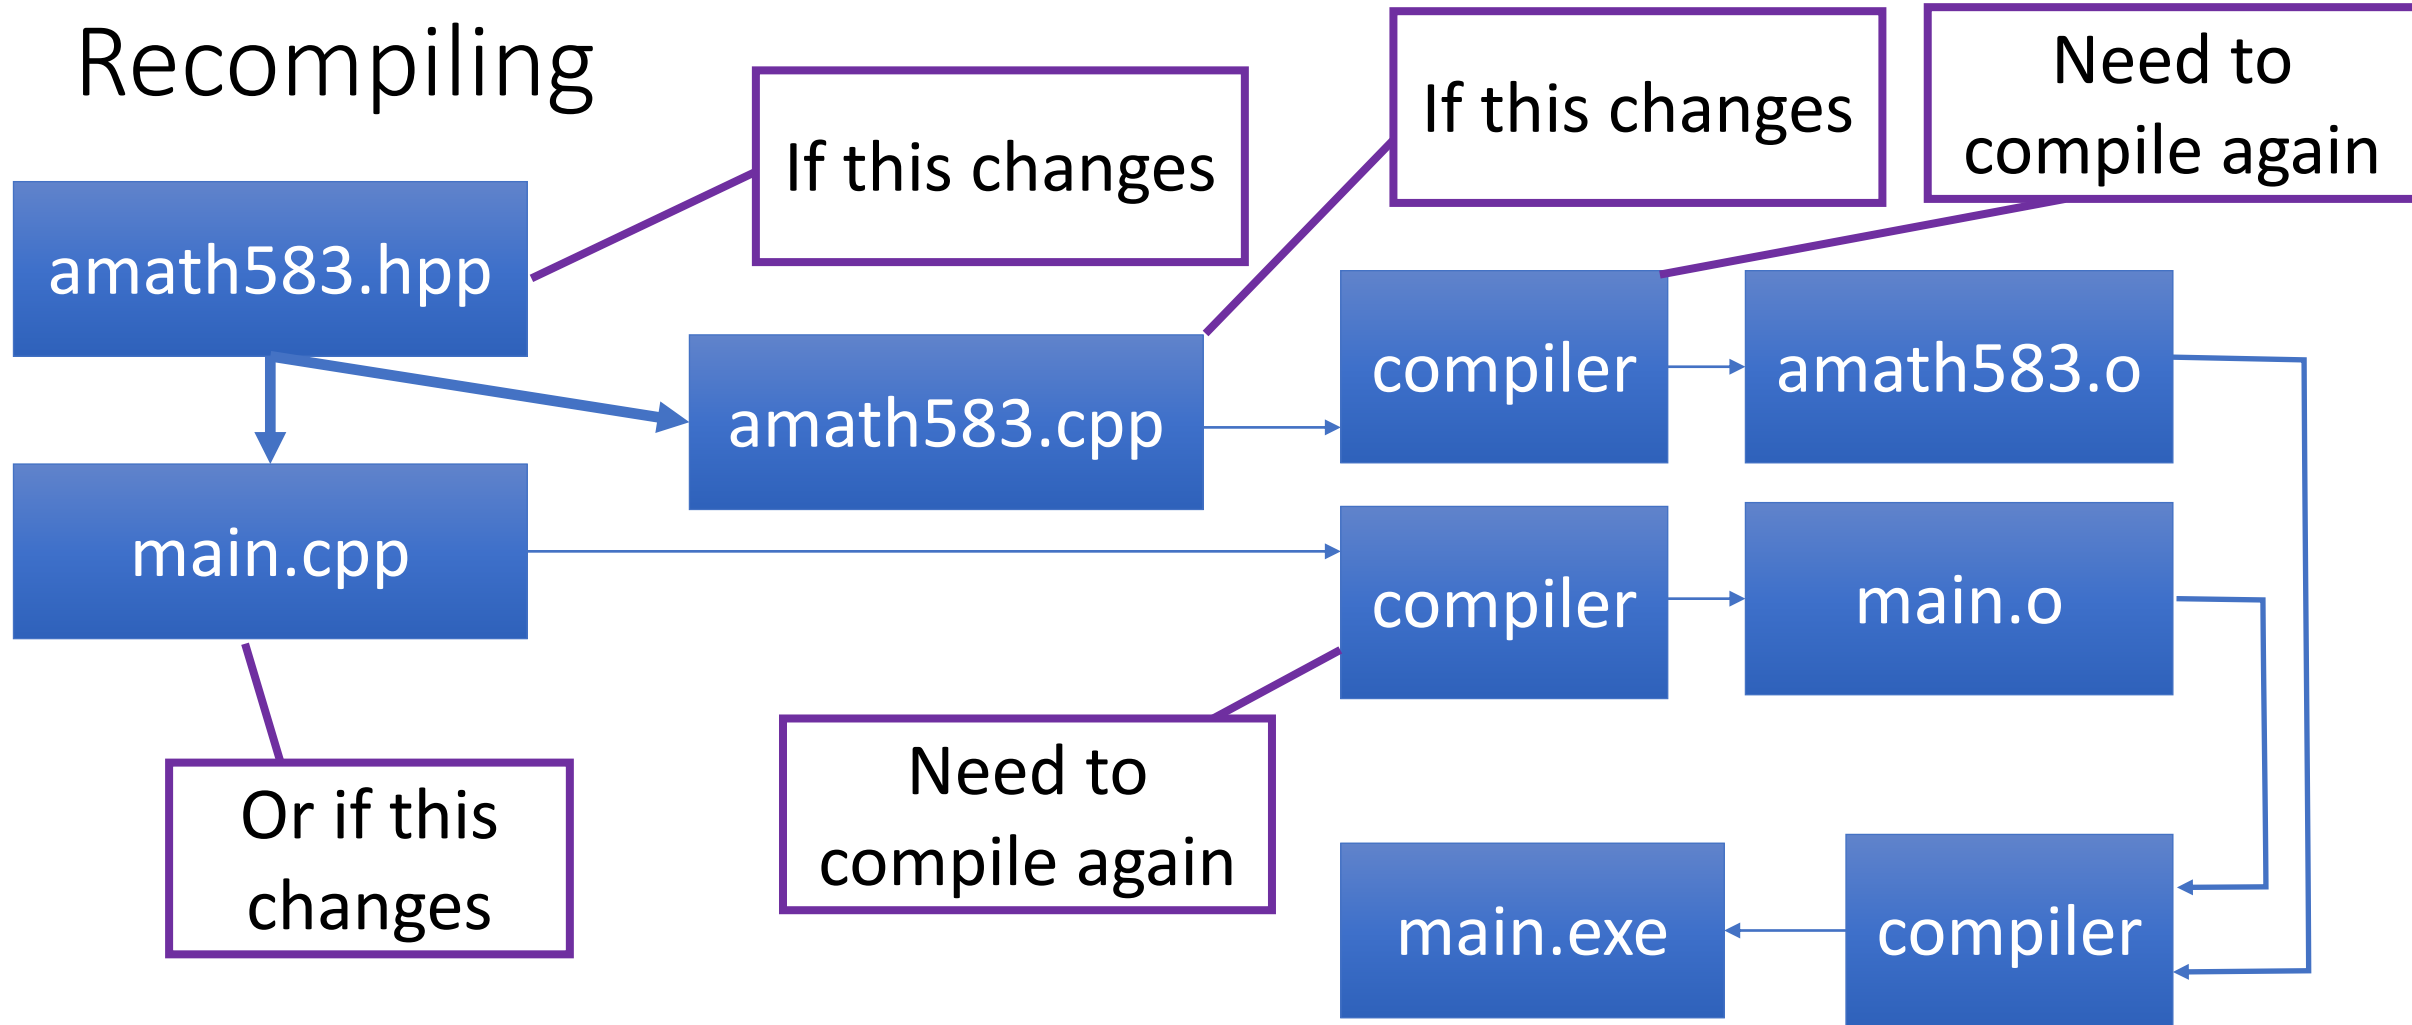 Recompiling
If this changes
If this changes
Need to
compile again
amath583.hpp
amath583.cpp
compiler
amath583.o
main.cpp
compiler
main.o
Or if this
changes
Need to
compile again
main.exe
compiler